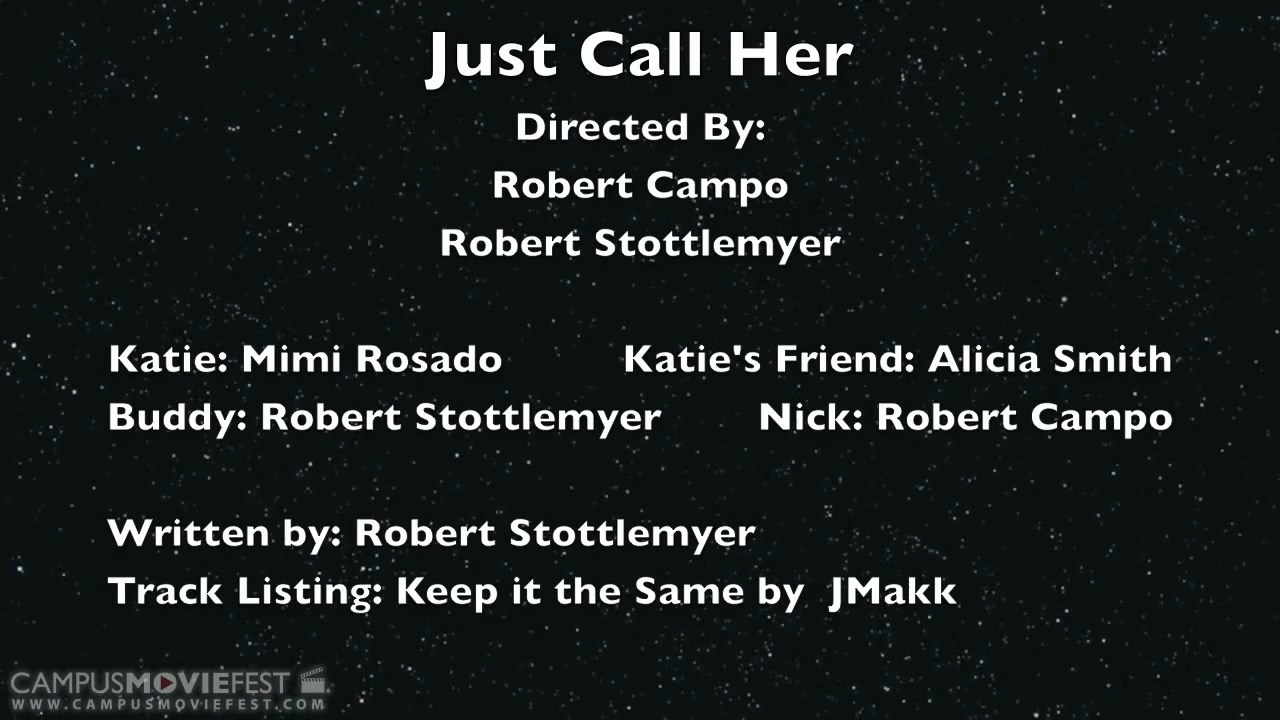 Just Call Her
Directed By:
Robert Campo
Robert Stottlemyer
Katie: Mimi Rosado Katie's Friend: Alicia Smith
Buddy: Robert Stottlemyer Nick: Robert Campo
Written by: Robert Stottlemyer
Track Listing: Keep it the Same by JMakk
CAMPUSMOVIEFEST
WWW.CAMPUSMOVIEFEST.COM